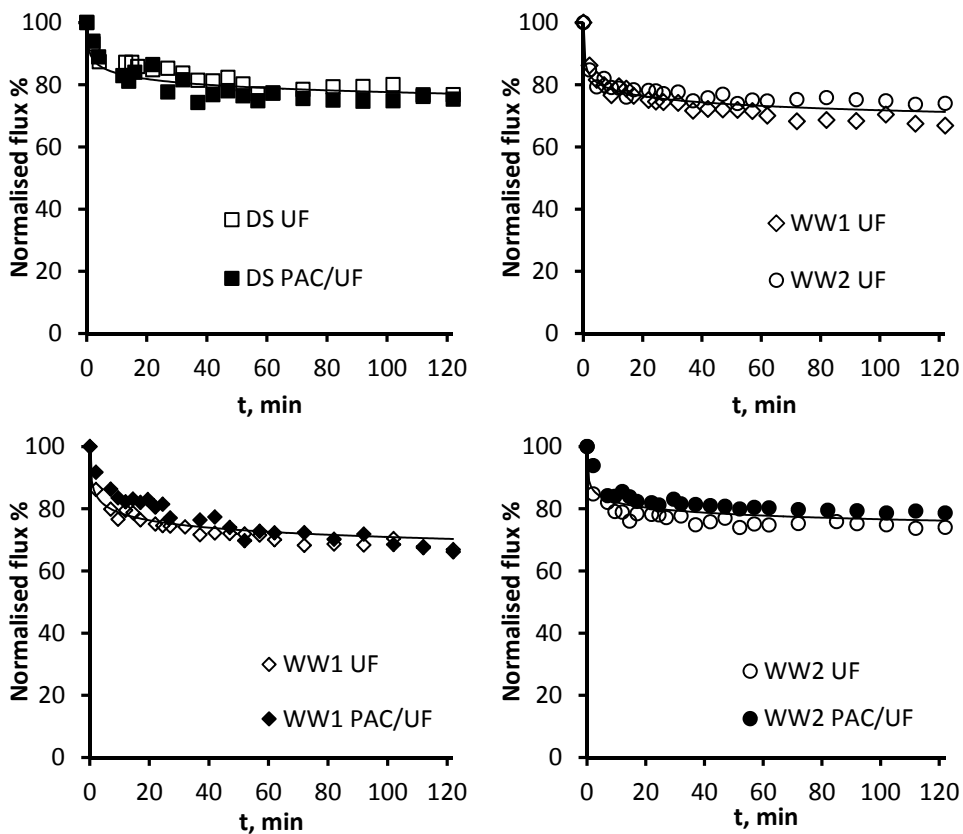 Normalised flux %
100
80
60
40
20
0
DS UF
DS PAC/UF
0 20 40 60 80 100 120
t, min
Normalised flux %
100
80
60
40
20
0
WW1 UF
WW2 UF
0 20 40 60 80 100 120
t, min
Normalised flux %
100
80
60
40
20
0
WW1 UF
WW1 PAC/UF
0 20 40 60 80 100 120
t, min
Normalised flux %
100
80
60
40
20
0
WW2 UF
WW2 PAC/UF
0 20 40 60 80 100 120
t, min